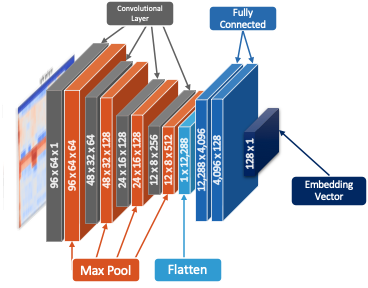 Convolutional
Layer
Fully
Connected
96 x 64 x 1
96 x 64 x 64
48 x 32 x 64
48 x 32 x 128
24 x 16 x 128
24 x 16 x 128
12 x 8 x 256
12 x 8 x 512
1 x 12,288
12,288 x 4,096
4,096 x 128
128 x 1
Embedding
Vector
Max Pool
Flatten